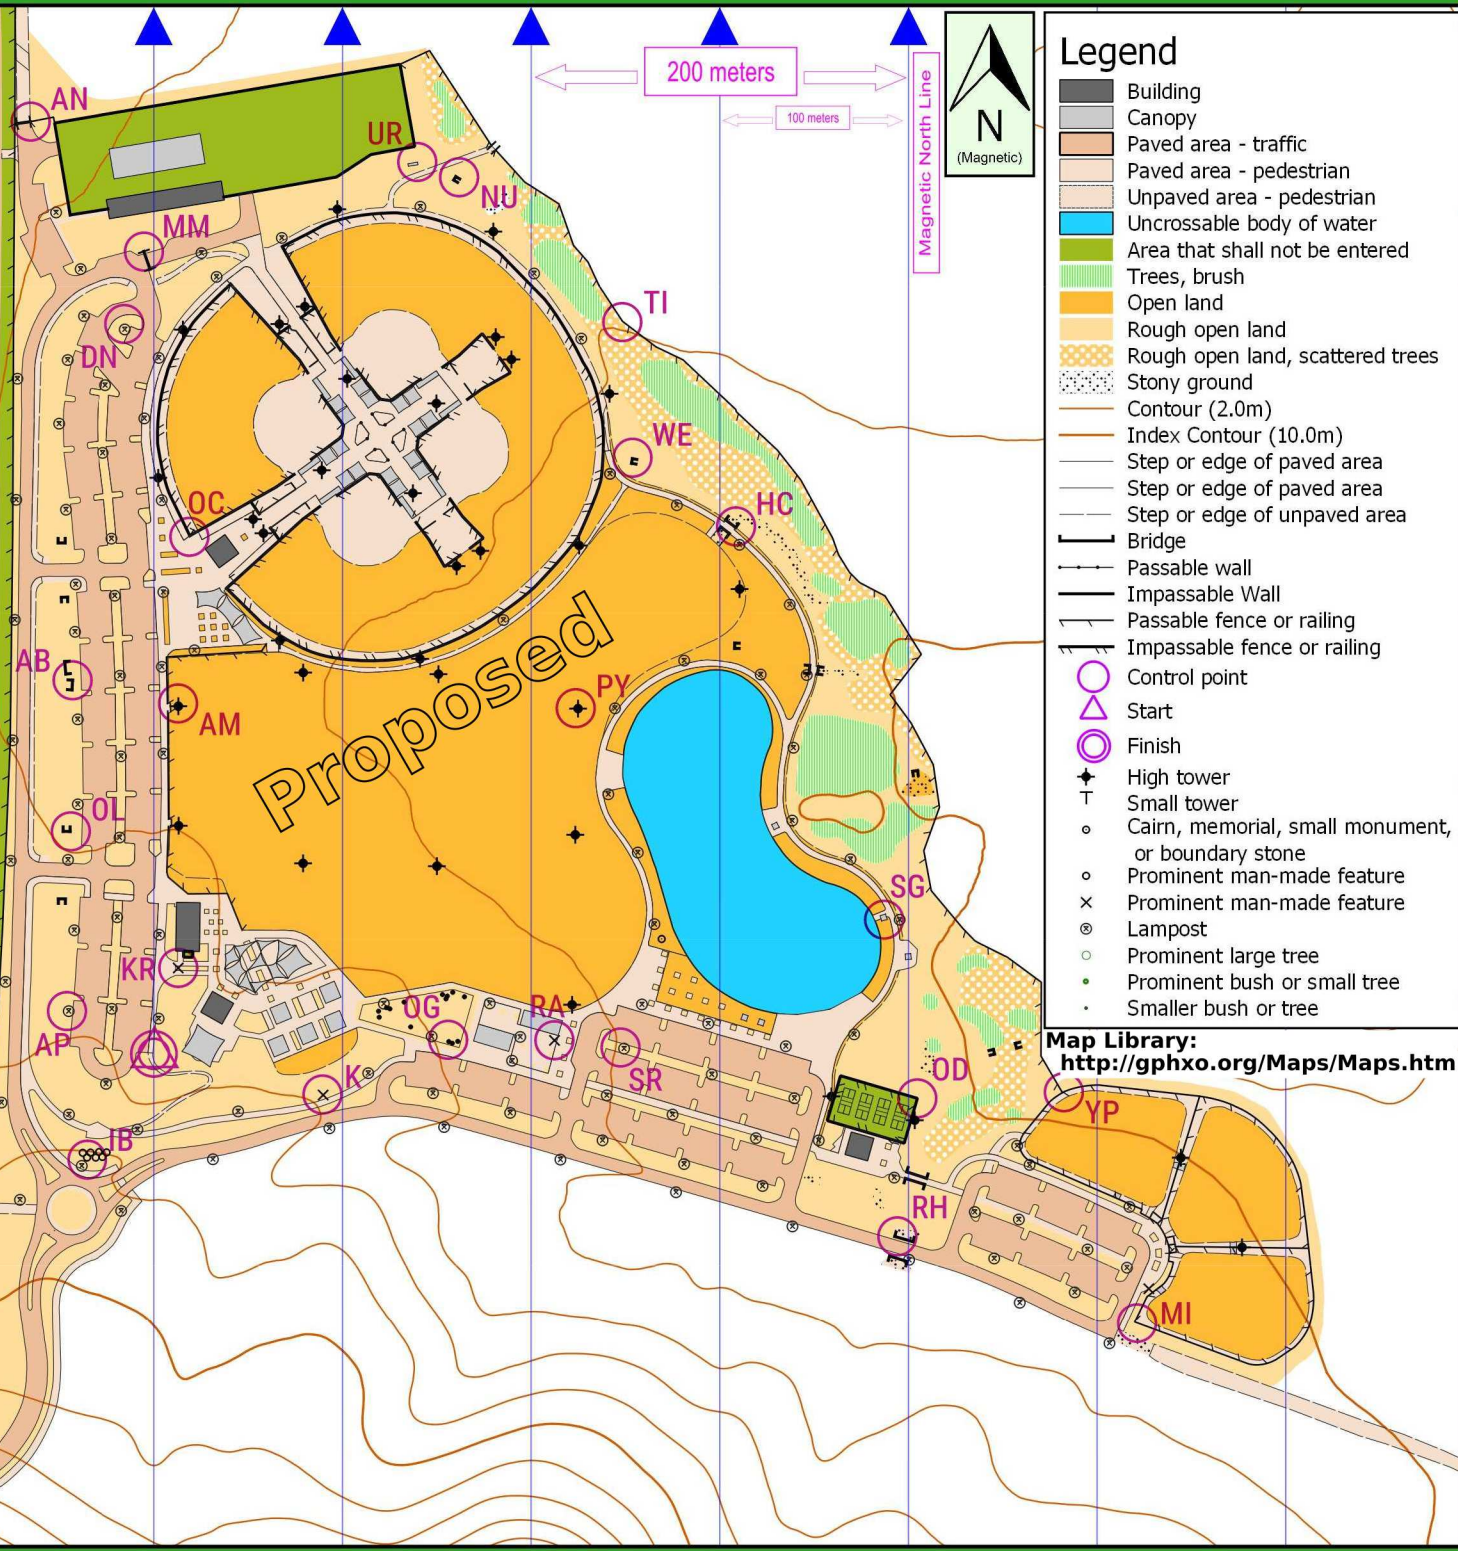 200 meters
100 meters
Magnetic North Line
N
(Magnetic)
Legend
Building
Canopy
Paved area - traffic
Paved area - pedestrian
Unpaved area - pedestrian
Uncrossable body of water
Area that shall not be entered
Trees, brush
Open land
Rough open land
Rough open land, scattered trees
Stony ground
Contour (2.0m)
Index Contour (10.0m)
Step or edge of paved area
Step or edge of paved area
Step or edge of unpaved area
Bridge
Passable wall
Impassable Wall
Passable fence or railing
Impassable fence or railing
Control point
Start
Finish
High tower
Small tower
Cairn, memorial, small monument,
or boundary stone
Prominent man-made feature
Prominent man-made feature
Lampost
Prominent large tree
Prominent bush or small tree
Smaller bush or tree
Map Library:
http://gphxo.org/Maps/Maps.htm
AN
UR
NU
MM
TI
DN
WE
OC
HC
AB
PY
AM
Proposed
OL
SG
KR
OG
RA
AP
K
SR
OD
YP
IB
RH
MI